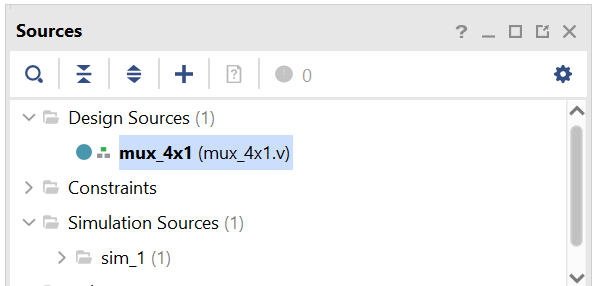 Sources
? 0
Design Sources (1)
mux_4x1 (mux_4x1.v)
Constraints
Simulation Sources (1)
sim_1 (1)